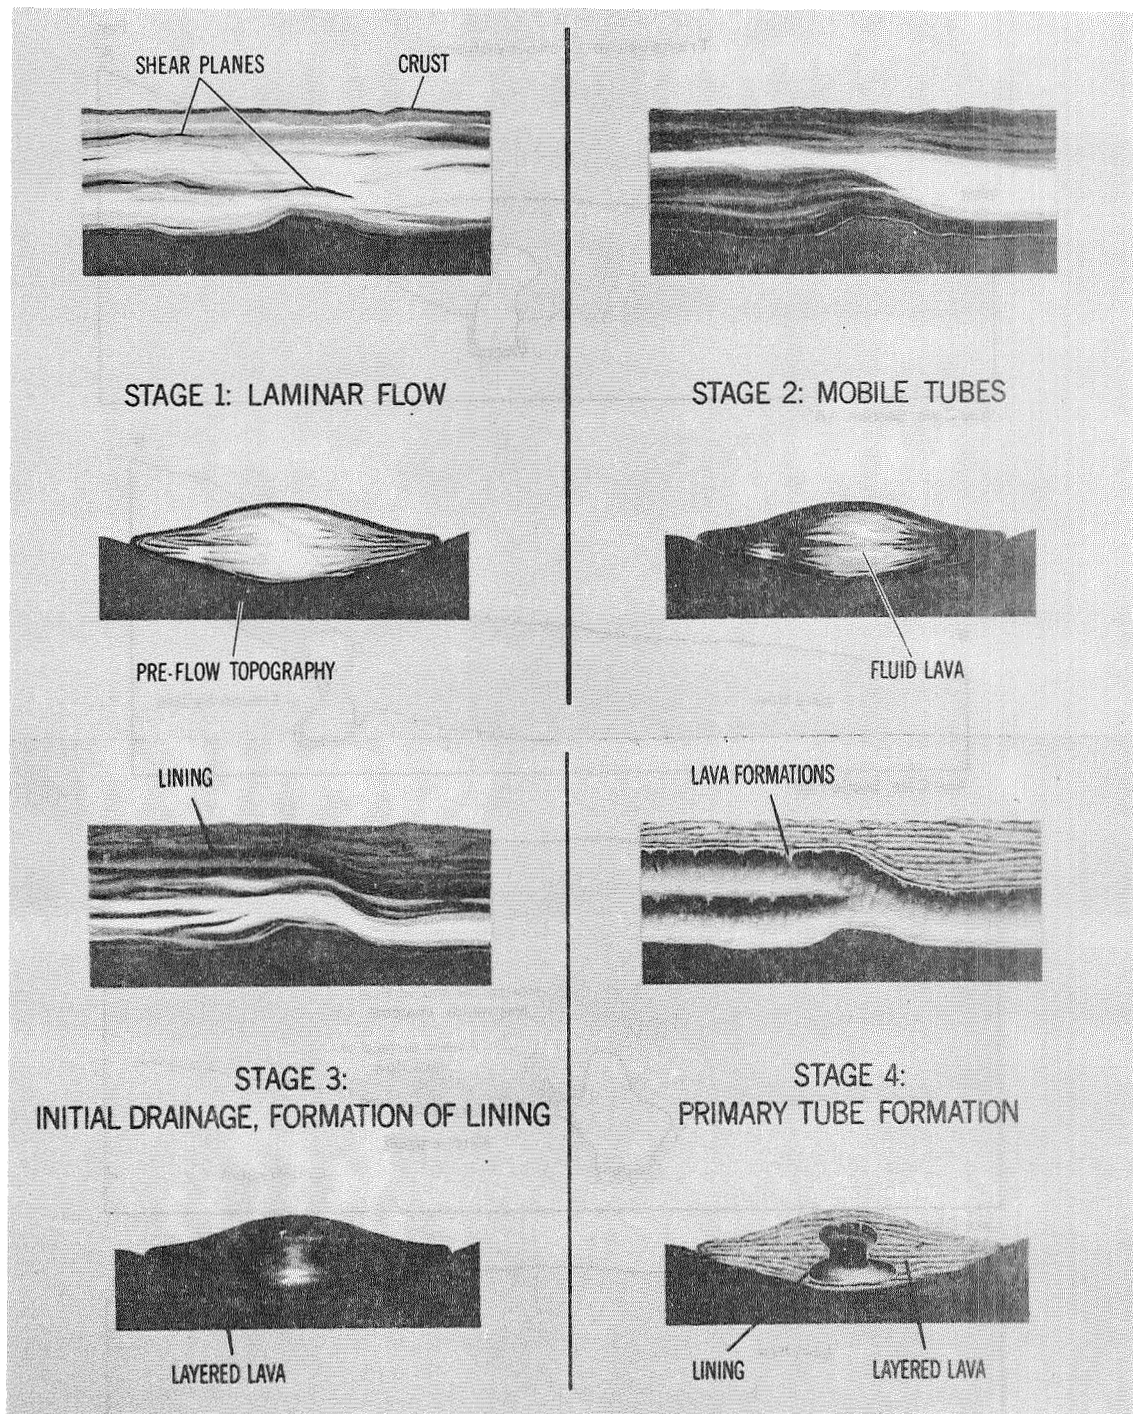 SHEAR PLANES
CRUST
STAGE 1: LAMINAR FLOW
PRE-FLOW TOPOGRAPHY
STAGE 2: MOBILE TUBES
FLUID LAVA
LINING
STAGE 3:
INITIAL DRAINAGE, FORMATION OF LINING
LAYERED LAVA
LAVA FORMATIONS
STAGE 4:
PRIMARY TUBE FORMATION
LINING
LAYERED LAVA